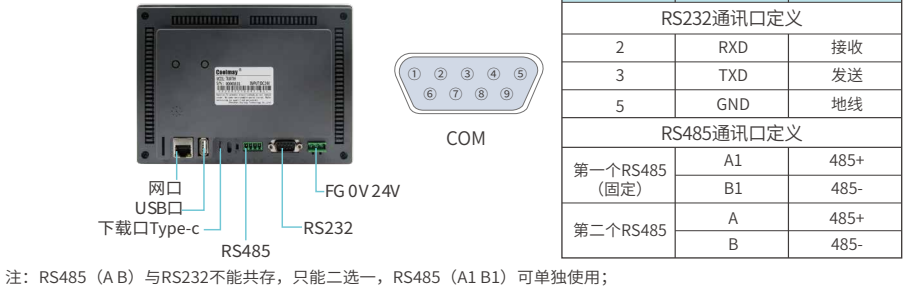 Coolmay®
网口
USB口
下载口Type-c
RS485
RS232
FG 0V 24V
① ② ③ ④ ⑤
⑥ ⑦ ⑧ ⑨
COM
RS232通讯口定义
2 RXD 接收
3 TXD 发送
5 GND 地线
RS485通讯口定义
第一个RS485
（固定）
A1 485+
B1 485-
第二个RS485
A 485+
B 485-
注：RS485（A B）与RS232不能共存，只能二选一，RS485（A1 B1）可单独使用；